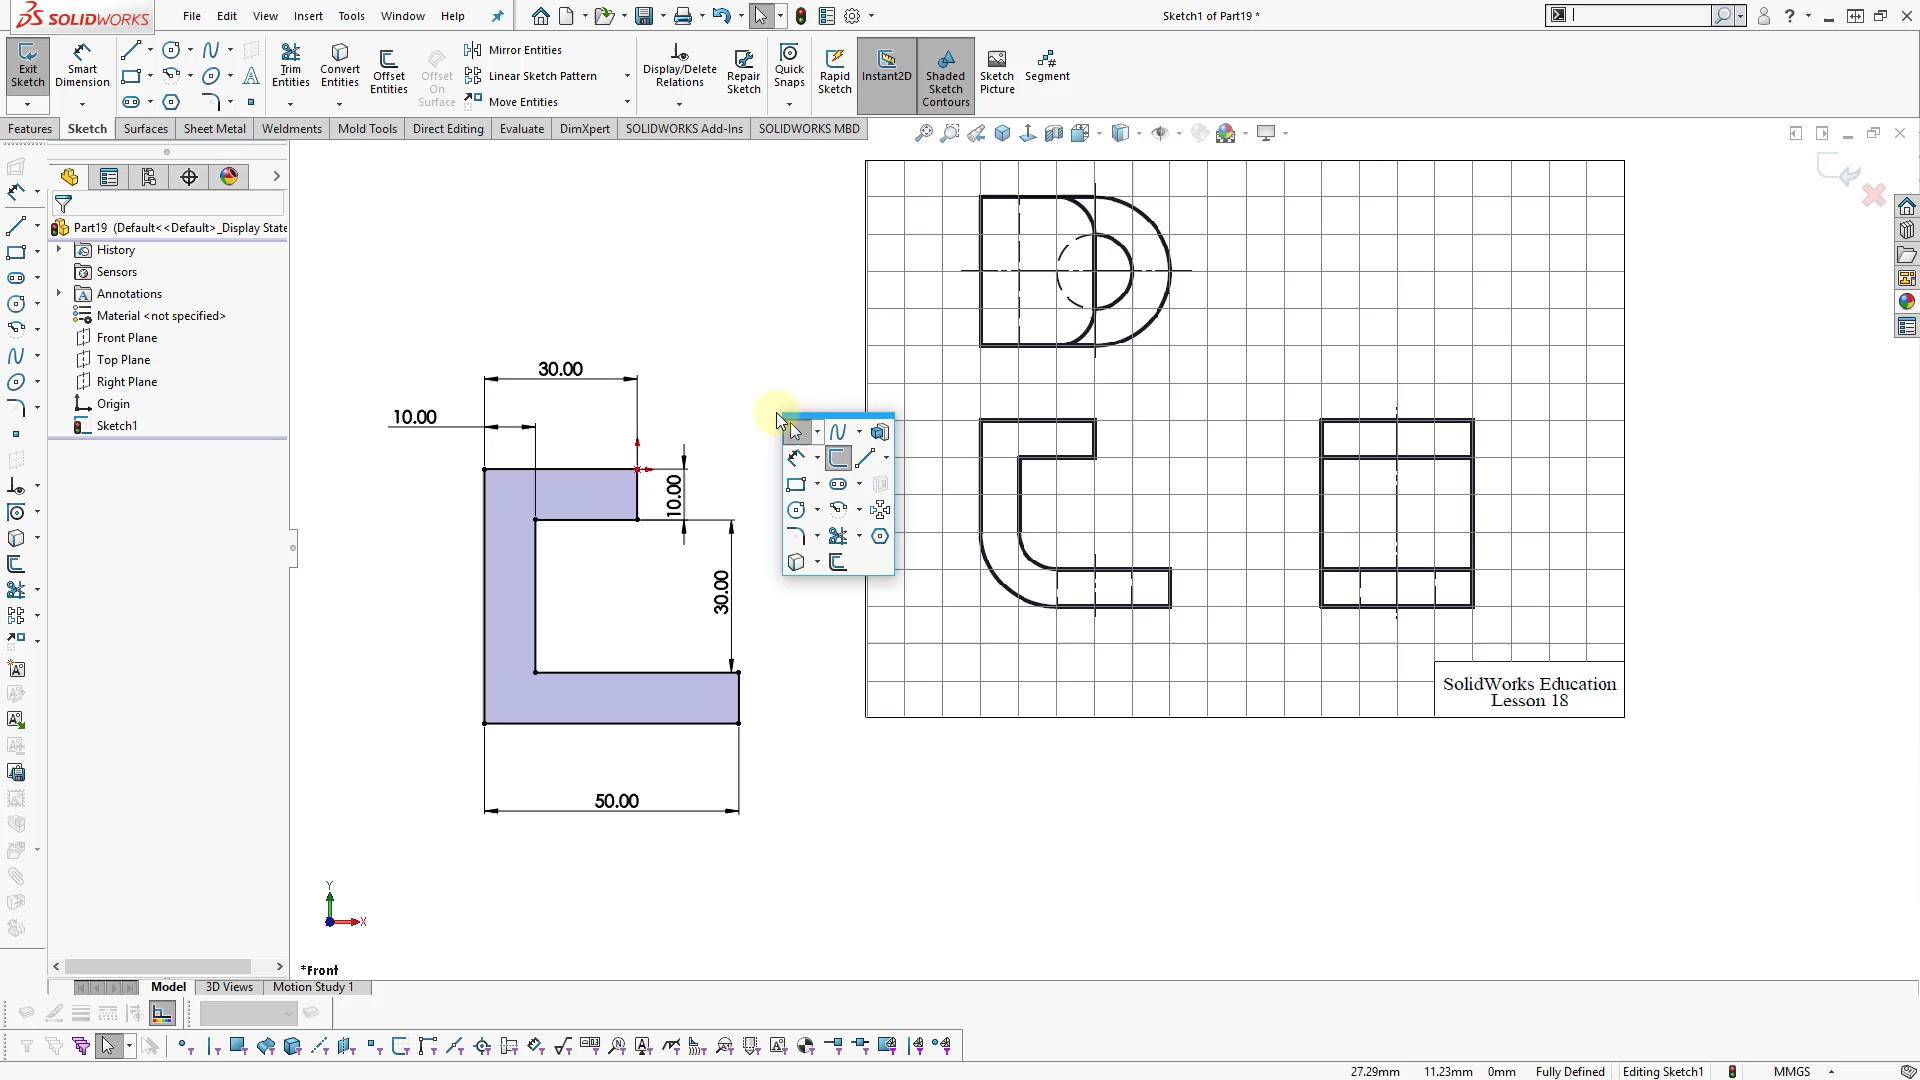 SOLIDWORKS
File Edit View Insert Tools Window Help
Sketch1 of Part19 *
Exit Sketch
Smart Dimension
Trim Entities
Convert Entities
Offset Entities
Offset On Surface
Mirror Entities
Linear Sketch Pattern
Move Entities
Display/Delete Relations
Repair Sketch
Quick Snaps
Rapid Sketch
Instant2D
Shaded Sketch Contours
Sketch Picture
Segment
Features Sketch Surfaces Sheet Metal Weldments Mold Tools Direct Editing Evaluate DimXpert SOLIDWORKS Add-Ins SOLIDWORKS MBD
Part19 (Default<<Default>_Display State
History
Sensors
Annotations
Material <not specified>
Front Plane
Top Plane
Right Plane
Origin
Sketch1
30.00
10.00
10.00
30.00
50.00
SolidWorks Education
Lesson 18
Y
X
*Front
Model 3D Views Motion Study 1
27.29mm 11.23mm 0mm Fully Defined Editing Sketch1 MMGS